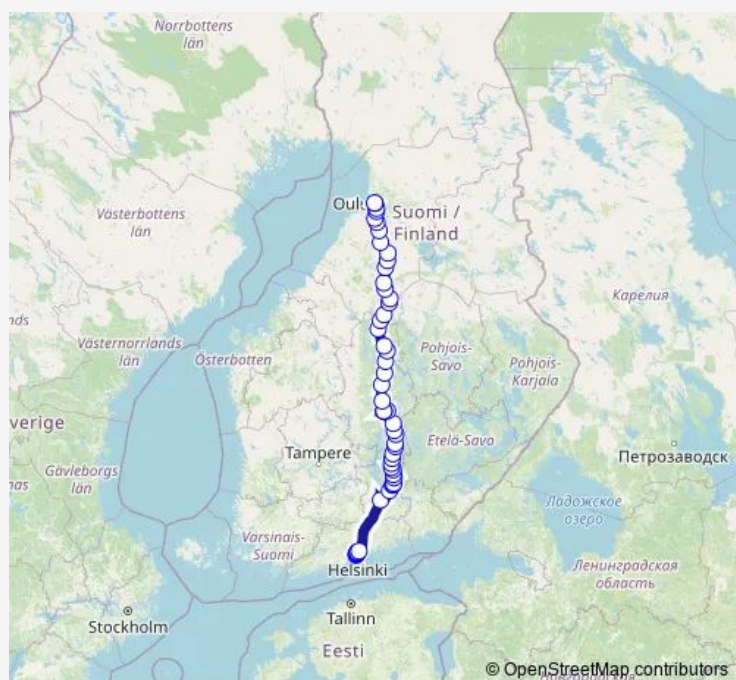 Norrbottens
län
Oulu
Suomi /
Finland
Västerbottens
län
Карелия
Västernorrlands
län
Österbotten
Pohjois-
Savo
Pohjois-
Karjala
verige
Gävleborgs
län
Tampere
Etelä-Savo
Петрозаводск
Varsinais-
Suomi
Ладожское
озеро
Helsinki
Ленинградская
область
Stockholm
Tallinn
Eesti
© OpenStreetMap contributors